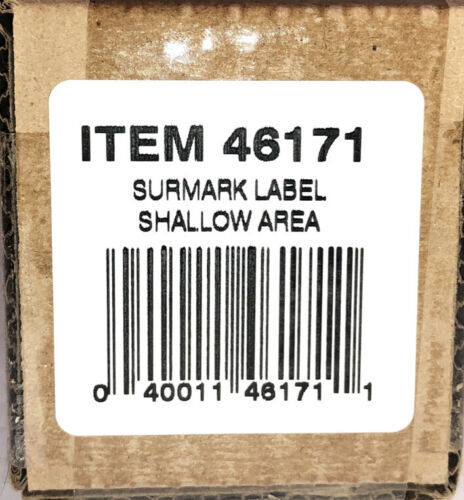 ITEM 46171
SURMARK LABEL
SHALLOW AREA
0 40011 46171 1